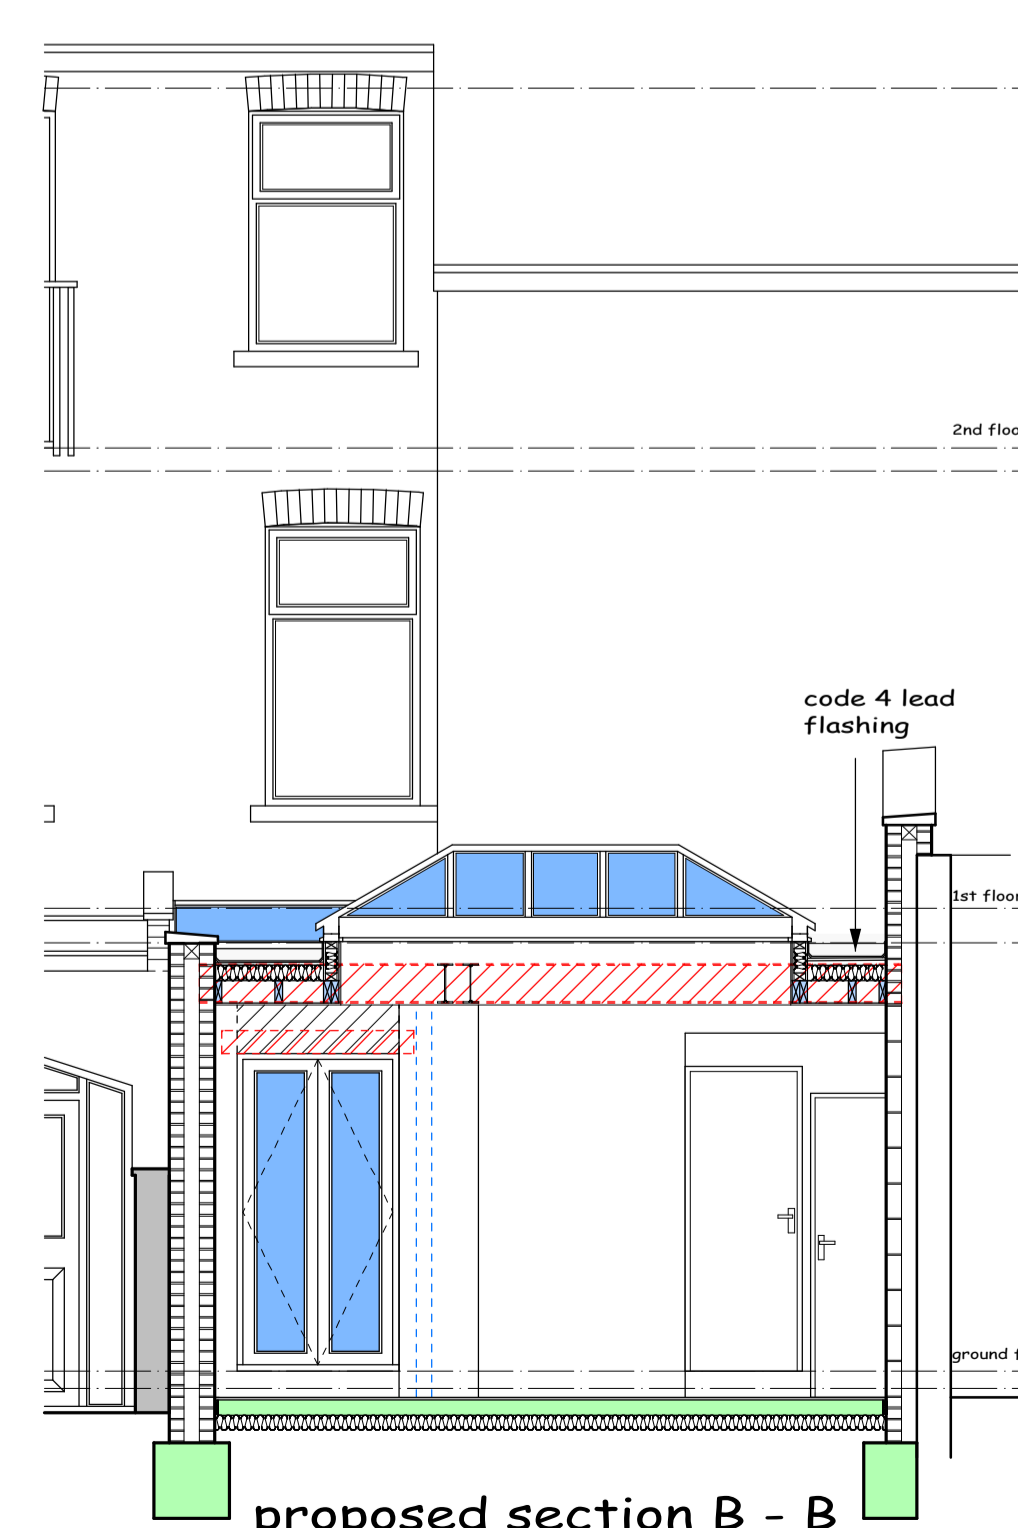 2nd floo
code 4 lead
flashing
1st floor
ground f
proposed section B - B